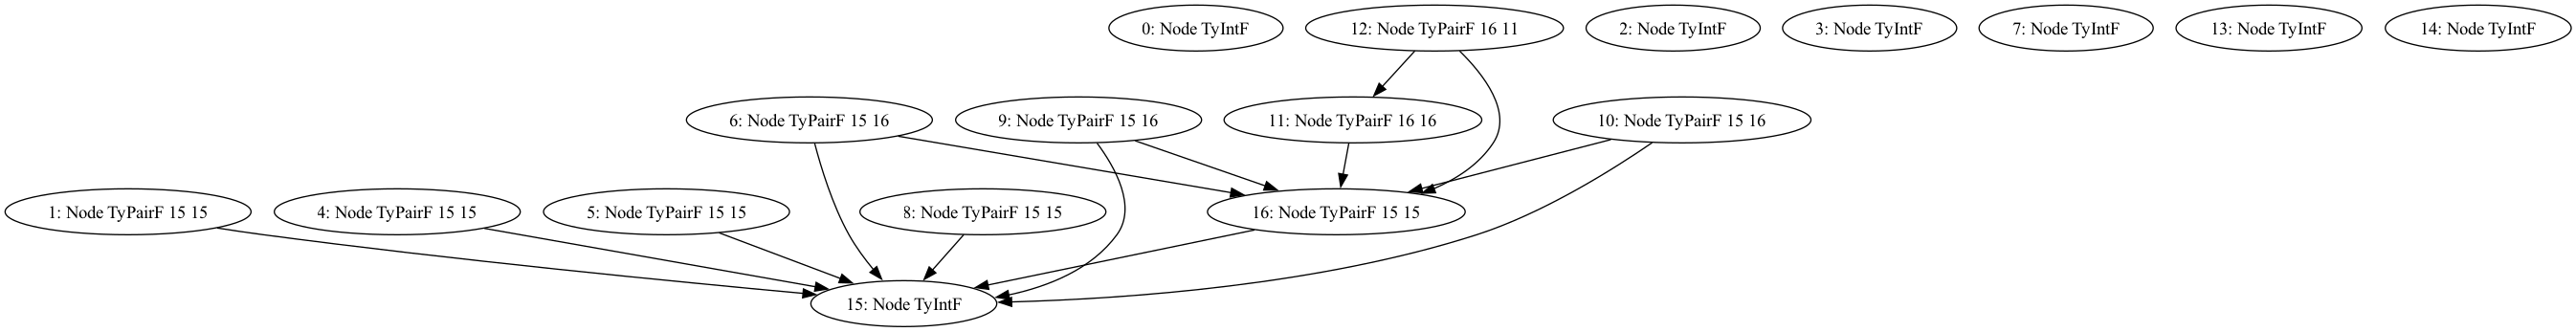 0: Node TyIntF
12: Node TyPairF 16 11
2: Node TyIntF
3: Node TyIntF
7: Node TyIntF
13: Node TyIntF
14: Node TyIntF
6: Node TyPairF 15 16
9: Node TyPairF 15 16
11: Node TyPairF 16 16
10: Node TyPairF 15 16
1: Node TyPairF 15 15
4: Node TyPairF 15 15
5: Node TyPairF 15 15
8: Node TyPairF 15 15
16: Node TyPairF 15 15
15: Node TyIntF